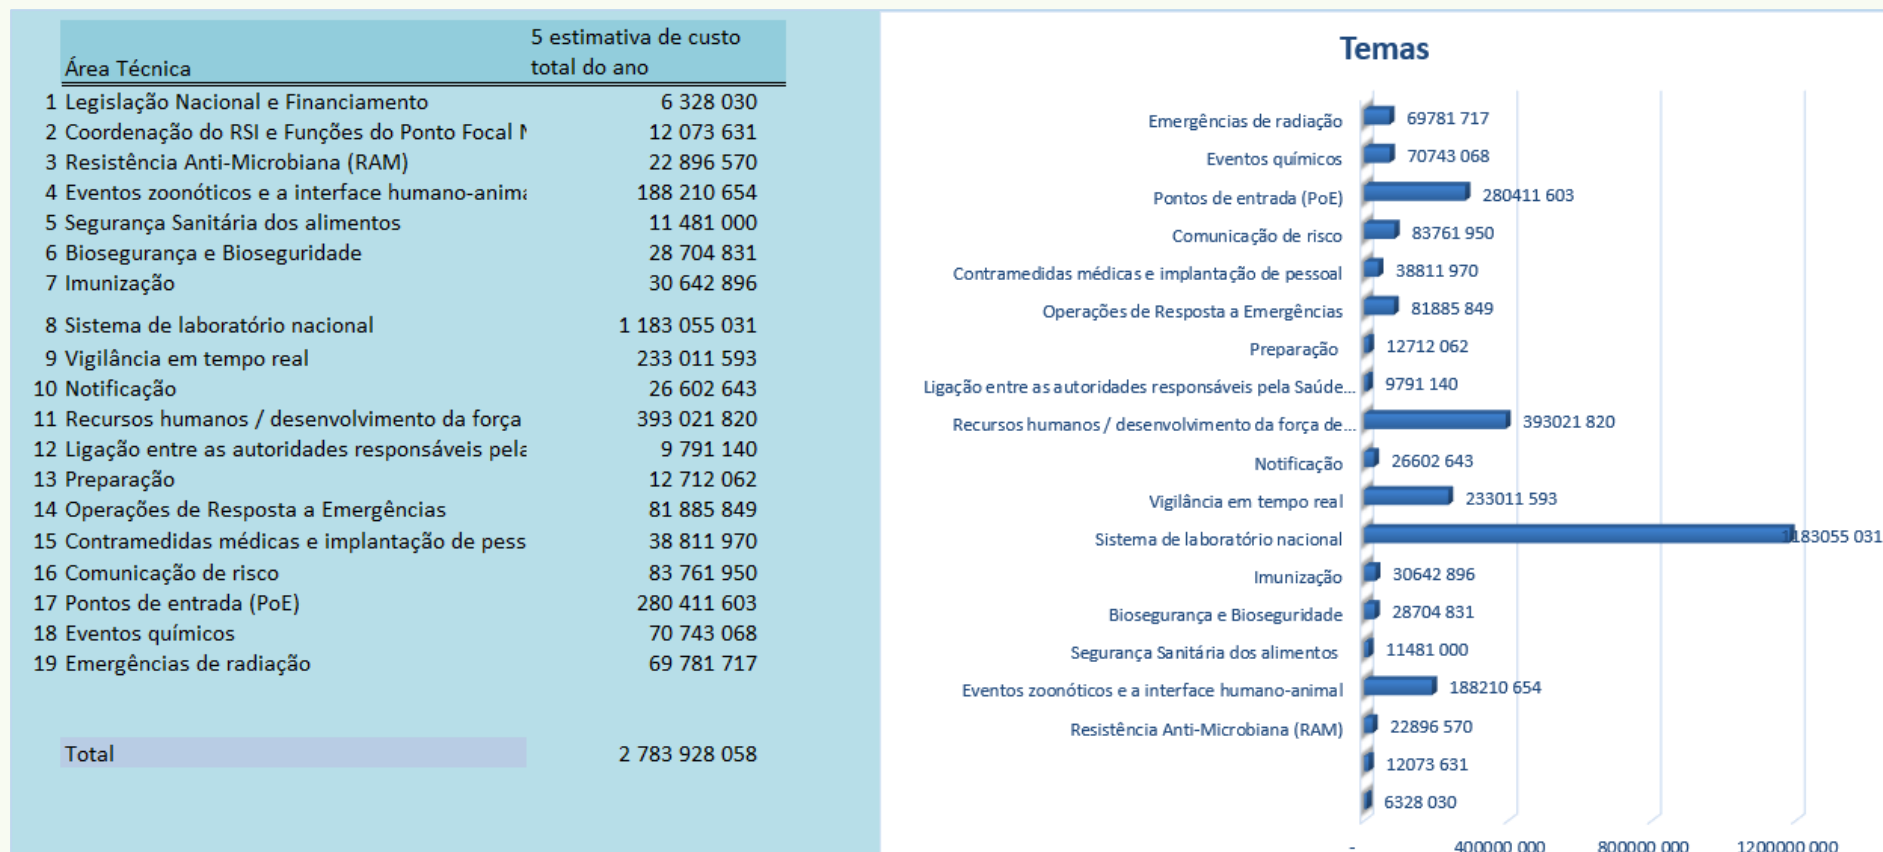 5 estimativa de custo
Área Técnica total do ano
1 Legislação Nacional e Financiamento 6 328 030
2 Coordenação do RSI e Funções do Ponto Focal 12 073 631
3 Resistência Anti-Microbiana (RAM) 22 896 570
4 Eventos zoonóticos e a interface humano-anima 188 210 654
5 Segurança Sanitária dos alimentos 11 481 000
6 Biosegurança e Bioseguridade 28 704 831
7 Imunização 30 642 896
8 Sistema de laboratório nacional 1 183 055 031
9 Vigilância em tempo real 233 011 593
10 Notificação 26 602 643
11 Recursos humanos / desenvolvimento da força 393 021 820
12 Ligação entre as autoridades responsáveis pela 9 791 140
13 Preparação 12 712 062
14 Operações de Resposta a Emergências 81 885 849
15 Contramedidas médicas e implantação de pess 38 811 970
16 Comunicação de risco 83 761 950
17 Pontos de entrada (PoE) 280 411 603
18 Eventos químicos 70 743 068
19 Emergências de radiação 69 781 717
Total 2 783 928 058
Temas
Emergências de radiação 69781 717
Eventos químicos 70743 068
Pontos de entrada (PoE) 280411 603
Comunicação de risco 83761 950
Contramedidas médicas e implantação de pessoal 38811 970
Operações de Resposta a Emergências 81885 849
Preparação 12712 062
Ligação entre as autoridades responsáveis pela Saúde... 9791 140
Recursos humanos / desenvolvimento da força de... 393021 820
Notificação 26602 643
Vigilância em tempo real 233011 593
Sistema de laboratório nacional 1183055 031
Imunização 30642 896
Biosegurança e Bioseguridade 28704 831
Segurança Sanitária dos alimentos 11481 000
Eventos zoonóticos e a interface humano-animal 188210 654
Resistência Anti-Microbiana (RAM) 22896 570
12073 631
6328 030
- 400000 000 800000 000 1200000 000